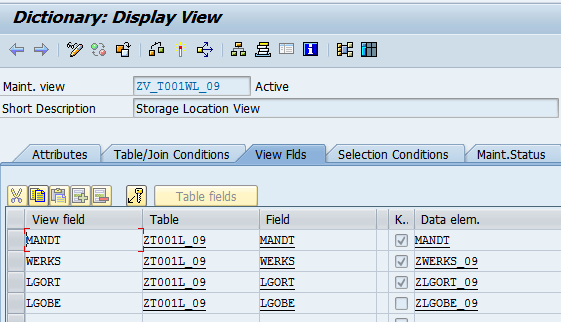 Dictionary: Display View
Maint. view ZV_T001WL_09 Active
Short Description Storage Location View
Attributes Table/Join Conditions View Flds Selection Conditions Maint.Status
Table fields
View field Table Field K.. Data elem.
MANDT ZT001L_09 MANDT MANDT
WERKS ZT001L_09 WERKS ZWERKS_09
LGORT ZT001L_09 LGORT ZLGORT_09
LGOBE ZT001L_09 LGOBE ZLGOBE_09